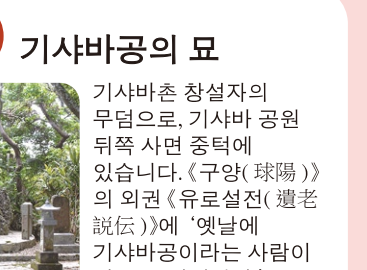 기샤바공의 묘
기샤바촌 창설자의
무덤으로, 기샤바 공원
뒤쪽 사면 중턱에
있습니다.《구양( 球陽 )》
의 외권《유로설전( 遺老
説伝 )》에 ‘옛날에
기샤바공이라는 사람이